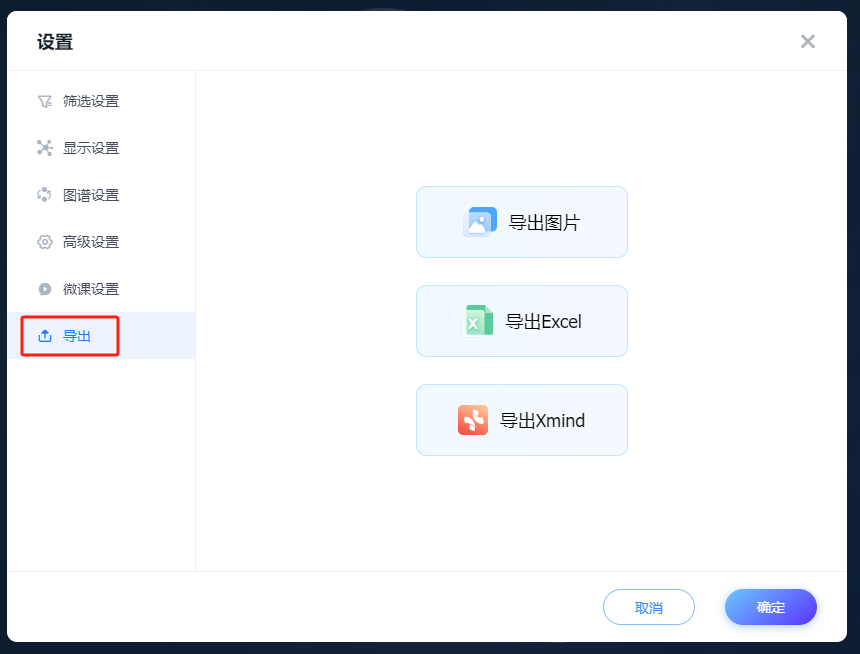 设置
筛选设置
显示设置
图谱设置
高级设置
微课设置
导出
导出图片
导出Excel
导出Xmind
取消
确定